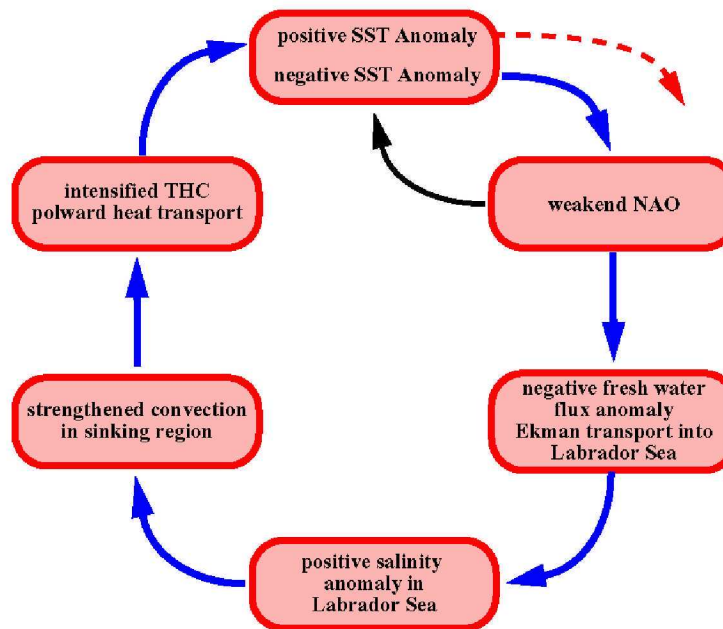 positive SST Anomaly
negative SST Anomaly
weakend NAO
negative fresh water
flux anomaly
Ekman transport into
Labrador Sea
positive salinity
anomaly in
Labrador Sea
strengthened convection
in sinking region
intensified THC
polward heat transport